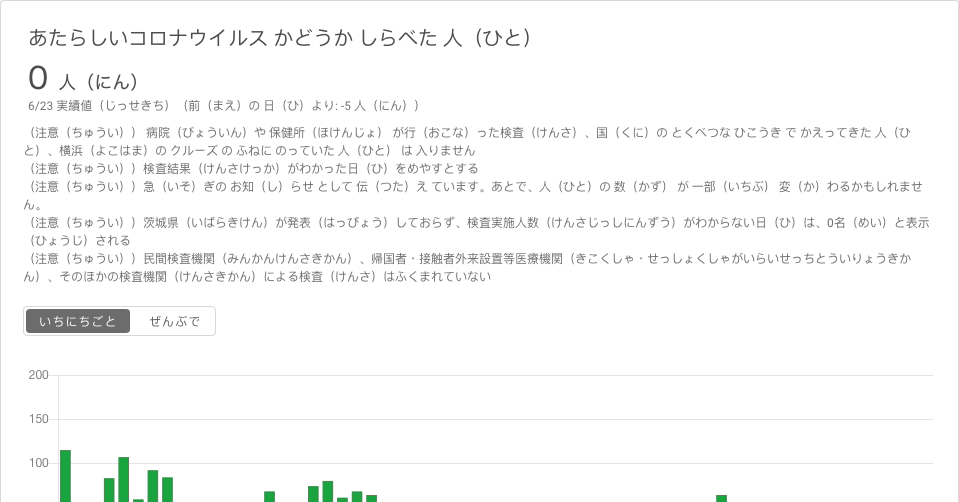 あたらしいコロナウイルス かどうか しらべた 人（ひと）
0 人（にん）
6/23 実績値（じっせきち）（前（まえ）の 日（ひ）より: -5 人（にん））
（注意（ちゅうい）） 病院（びょういん）や 保健所（ほけんじょ） が行（おこな）った検査（けんさ）、国（くに）の とくべつな ひこうき で かえってきた 人（ひ
と）、横浜（よこはま）の クルーズ の ふねに のっていた 人（ひと） は 入りません
（注意（ちゅうい））検査結果（けんさけっか）がわかった日（ひ）をめやすとする
（注意（ちゅうい））急（いそ）ぎの お知（し）らせ として 伝（つた）え ています。あとで、人（ひと）の 数（かず） が 一部（いちぶ） 変（か）わるかもしれませ
ん。
（注意（ちゅうい））茨城県（いばらきけん）が発表（はっぴょう）しておらず、検査実施人数（けんさじっしにんずう）がわからない日（ひ）は、0名（めい）と表示
（ひょうじ）される
（注意（ちゅうい））民間検査機関（みんかんけんさきかん）、帰国者・接触者外来設置等医療機関（きこくしゃ・せっしょくしゃがいらいせっちとういりょうきか
ん）、そのほかの検査機関（けんさきかん）による検査（けんさ）はふくまれていない
いちにちごと ぜんぶで
200
150
100